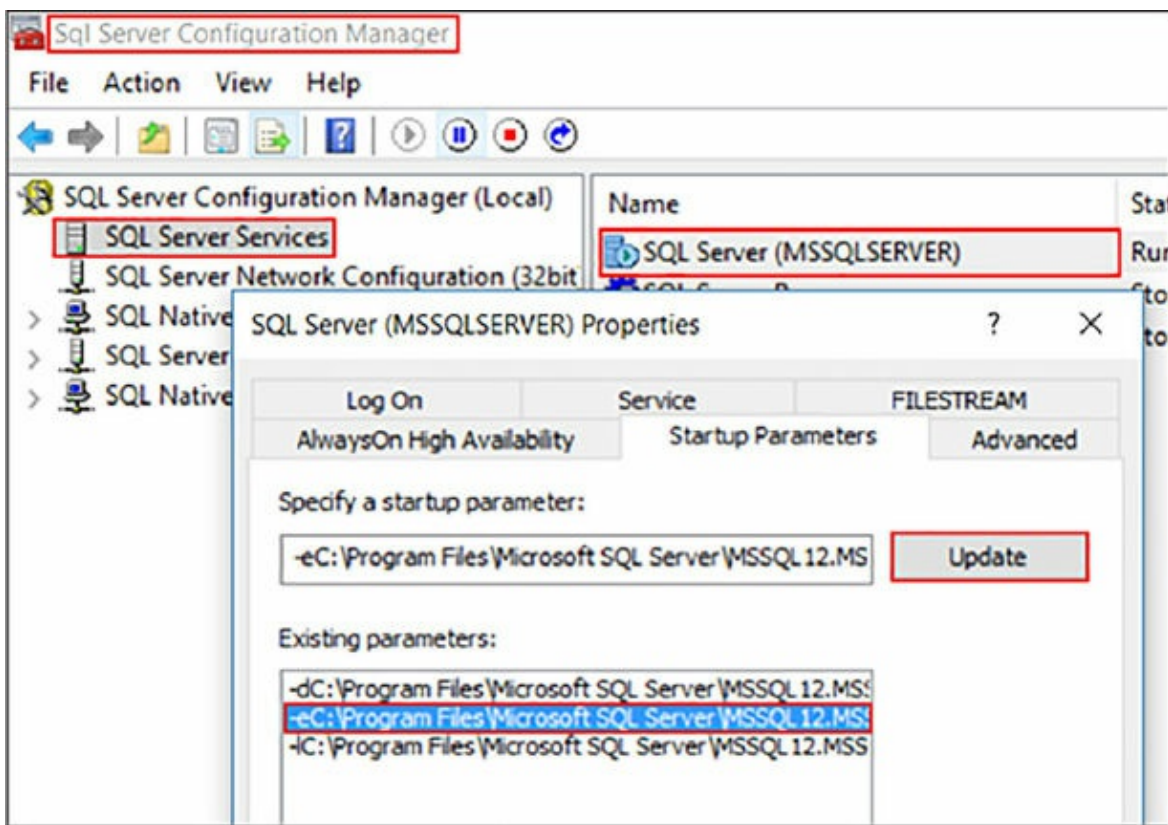 Sql Server Configuration Manager
File Action View Help
SQL Server Configuration Manager (Local)
SQL Server Services
SQL Server Network Configuration (32bit
SQL Native
SQL Server
SQL Native
Name Stat
SQL Server (MSSQLSERVER) Run
SQL Server (MSSQLSERVER) Properties ? X
Log On Service FILESTREAM
AlwaysOn High Availability Startup Parameters Advanced
Specify a startup parameter:
-eC:\Program Files\Microsoft SQL Server\MSSQL12.MS Update
Existing parameters:
-dC:\Program Files\Microsoft SQL Server\MSSQL12.MSS
-eC:\Program Files\Microsoft SQL Server\MSSQL12.MSS
-lC:\Program Files\Microsoft SQL Server\MSSQL12.MSS